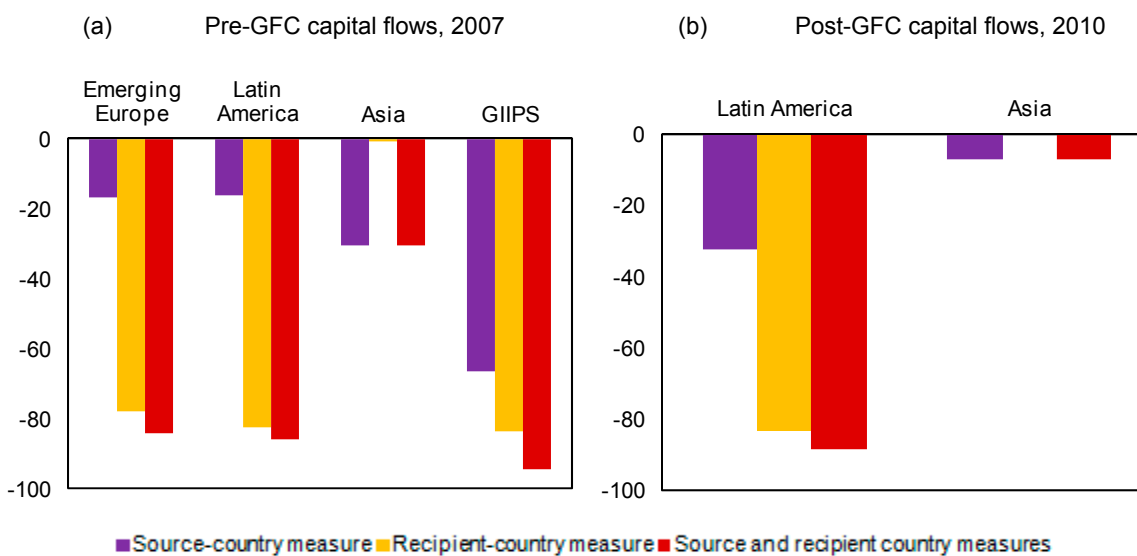 (a) Pre-GFC capital flows, 2007
Emerging Europe
Latin America
Asia
GIIPS
0
-20
-40
-60
-80
-100
(b) Post-GFC capital flows, 2010
Latin America
Asia
0
-20
-40
-60
-80
-100
Source-country measure Recipient-country measure Source and recipient country measures